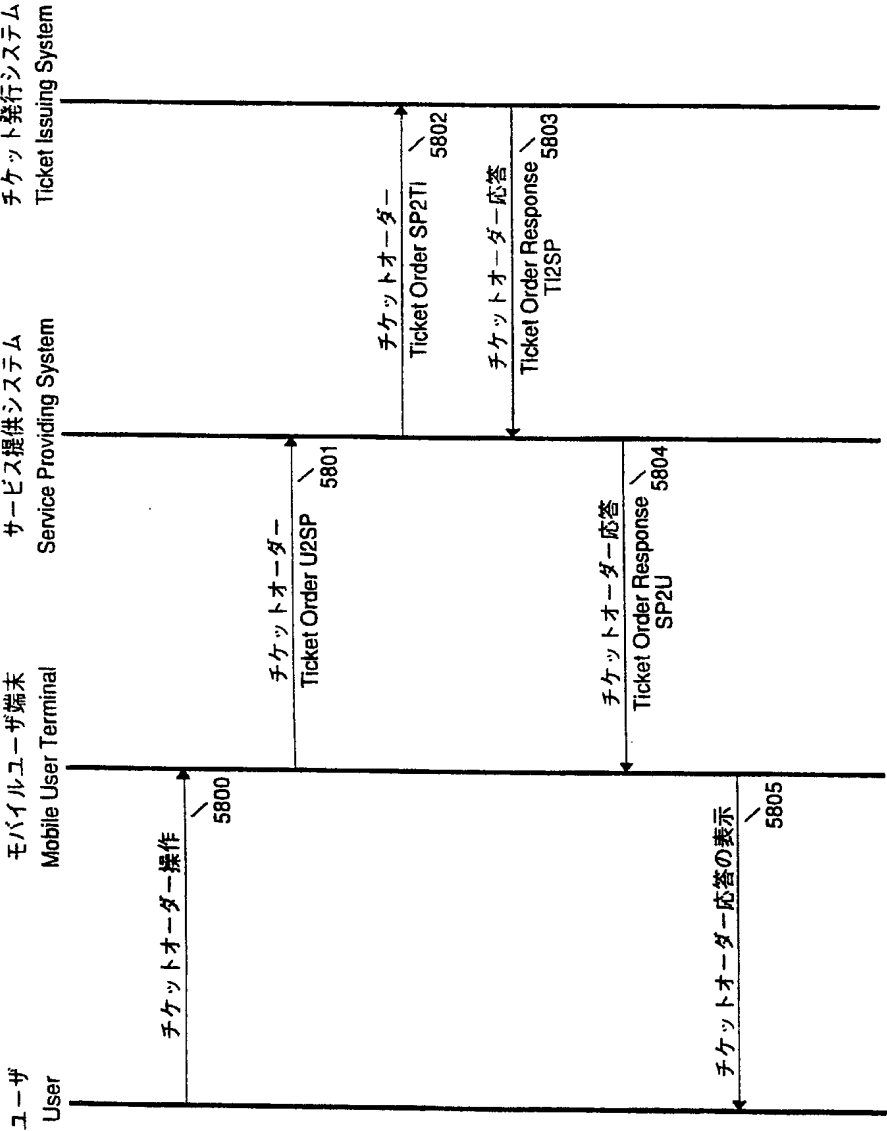 ユーザ
User
モバイルユーザ端末
Mobile User Terminal
サービス提供システム
Service Providing System
チケット発行システム
Ticket Issuing System
チケットオーダー操作
5800
チケットオーダー
Ticket Order U2SP
5801
チケットオーダー
Ticket Order SP2TI
5802
チケットオーダー応答
Ticket Order Response
TI2SP
5803
チケットオーダー応答
Ticket Order Response
SP2U
5804
チケットオーダー応答の表示
5805